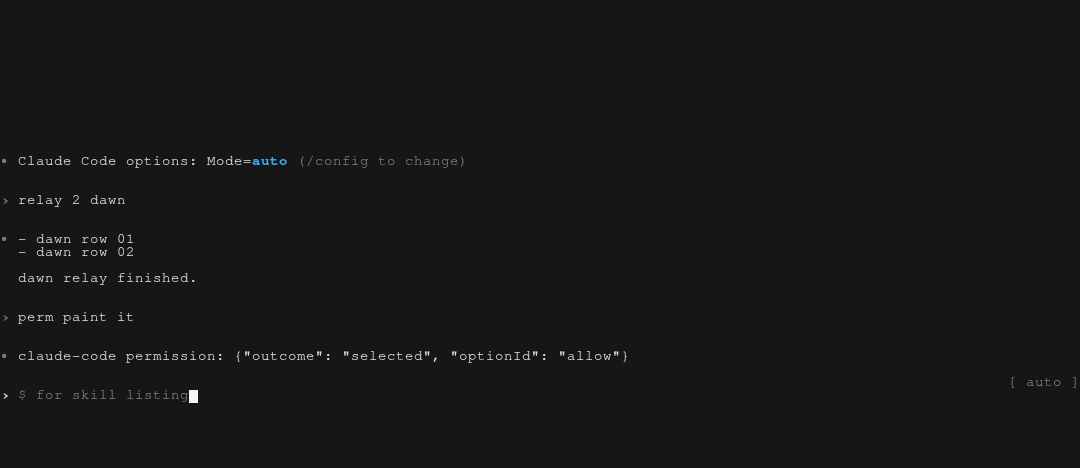 • Claude Code options: Mode=auto (/config to change)
› relay 2 dawn
• - dawn row 01
- dawn row 02
dawn relay finished.
› perm paint it
• claude-code permission: {"outcome": "selected", "optionId": "allow"}
[ auto ]
› $ for skill listing